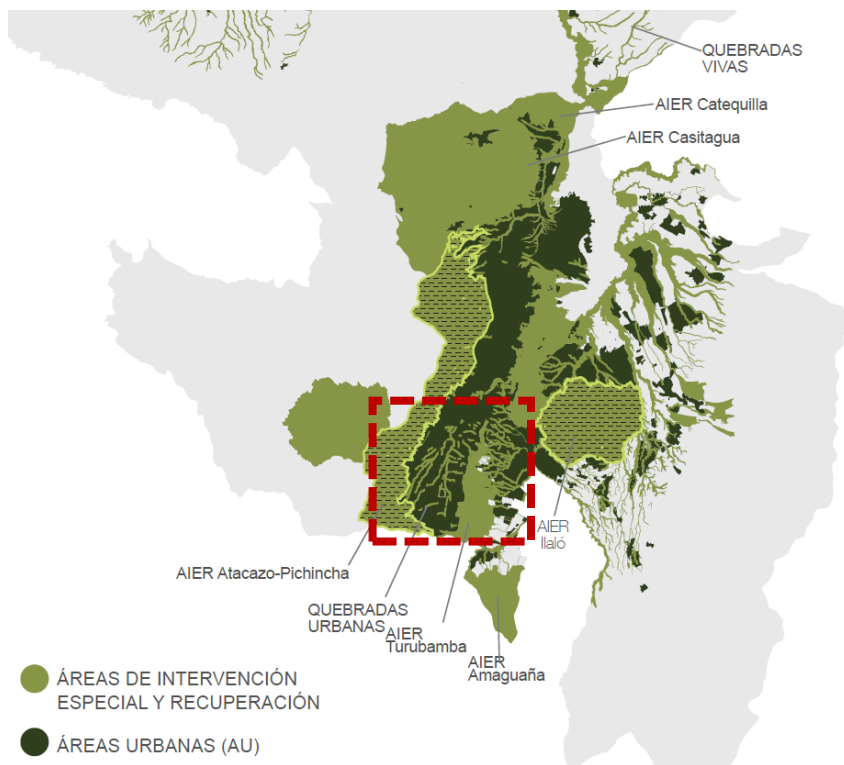 QUEBRADAS
VIVAS
AIER Catequilla
AIER Casitagua
AIER
Ilaló
AIER Atacazo-Pichincha
QUEBRADAS
URBANAS
AIER
Turubamba
AIER
Amaguaña
ÁREAS DE INTERVENCIÓN
ESPECIAL Y RECUPERACIÓN
ÁREAS URBANAS (AU)